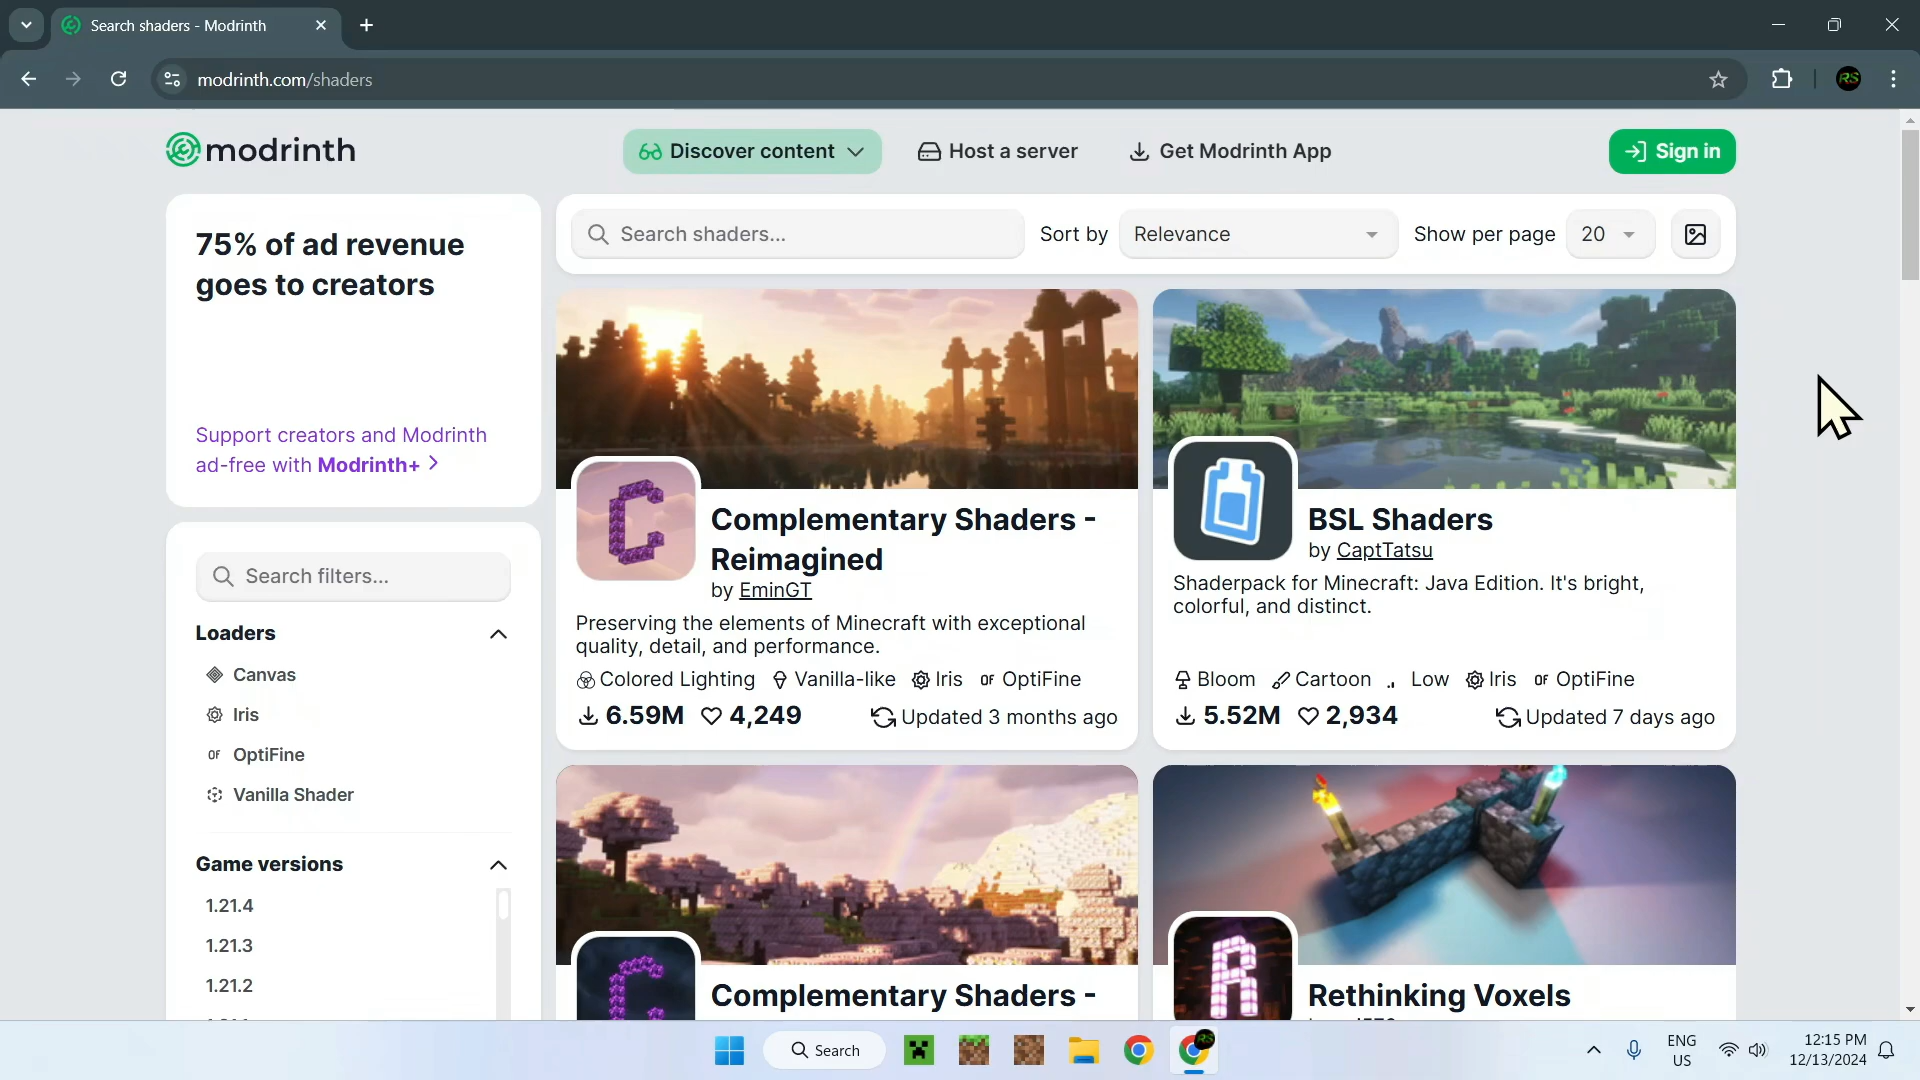 Search shaders - Modrinth
modrinth.com/shaders
RS
modrinth
Discover content
Host a server
Get Modrinth App
Sign in
75% of ad revenue
goes to creators
Support creators and Modrinth
ad-free with Modrinth+
Search shaders...
Sort by
Relevance
Show per page
20
Search filters...
Loaders
Canvas
Iris
OF OptiFine
Vanilla Shader
Game versions
1.21.4
1.21.3
1.21.2
Complementary Shaders -
Reimagined
by EminGT
Preserving the elements of Minecraft with exceptional
quality, detail, and performance.
Colored Lighting Vanilla-like Iris OF OptiFine
6.59M 4,249 Updated 3 months ago
BSL Shaders
by CaptTatsu
Shaderpack for Minecraft: Java Edition. It's bright,
colorful, and distinct.
Bloom Cartoon Low Iris OF OptiFine
5.52M 2,934 Updated 7 days ago
Complementary Shaders -
Rethinking Voxels
Search
RS
ENG
US
12:15 PM
12/13/2024